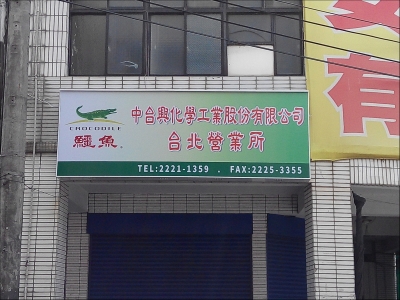 CROCODILE
鱷魚
中台興化學工業股份有限公司
台北營業所
TEL:2221-1359 . FAX:2225-3355
有